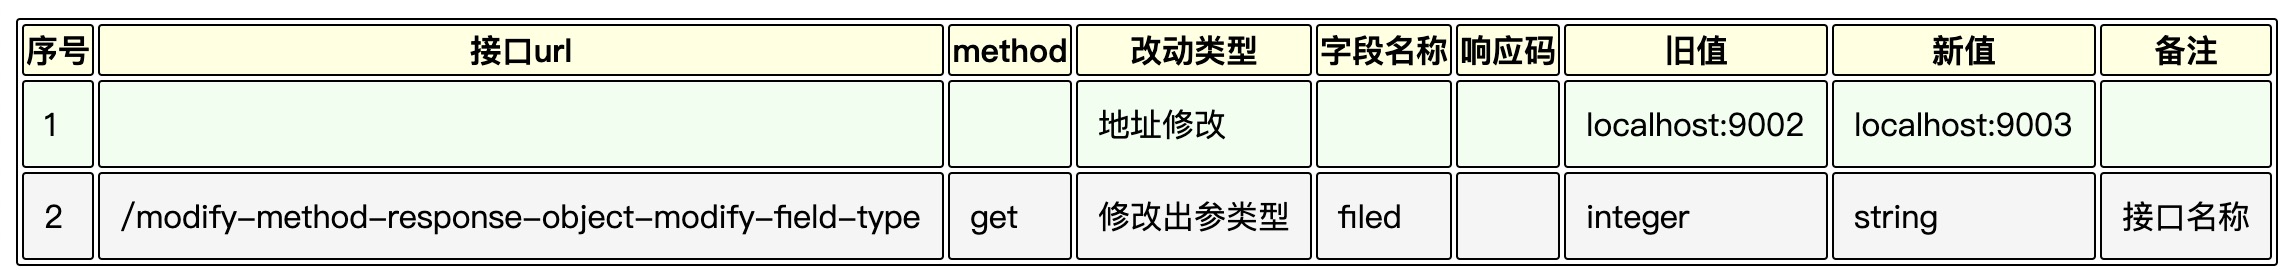 序号 接口url method 改动类型 字段名称 响应码 旧值 新值 备注
1 地址修改 localhost:9002 localhost:9003
2 /modify-method-response-object-modify-field-type get 修改出参类型 filed integer string 接口名称